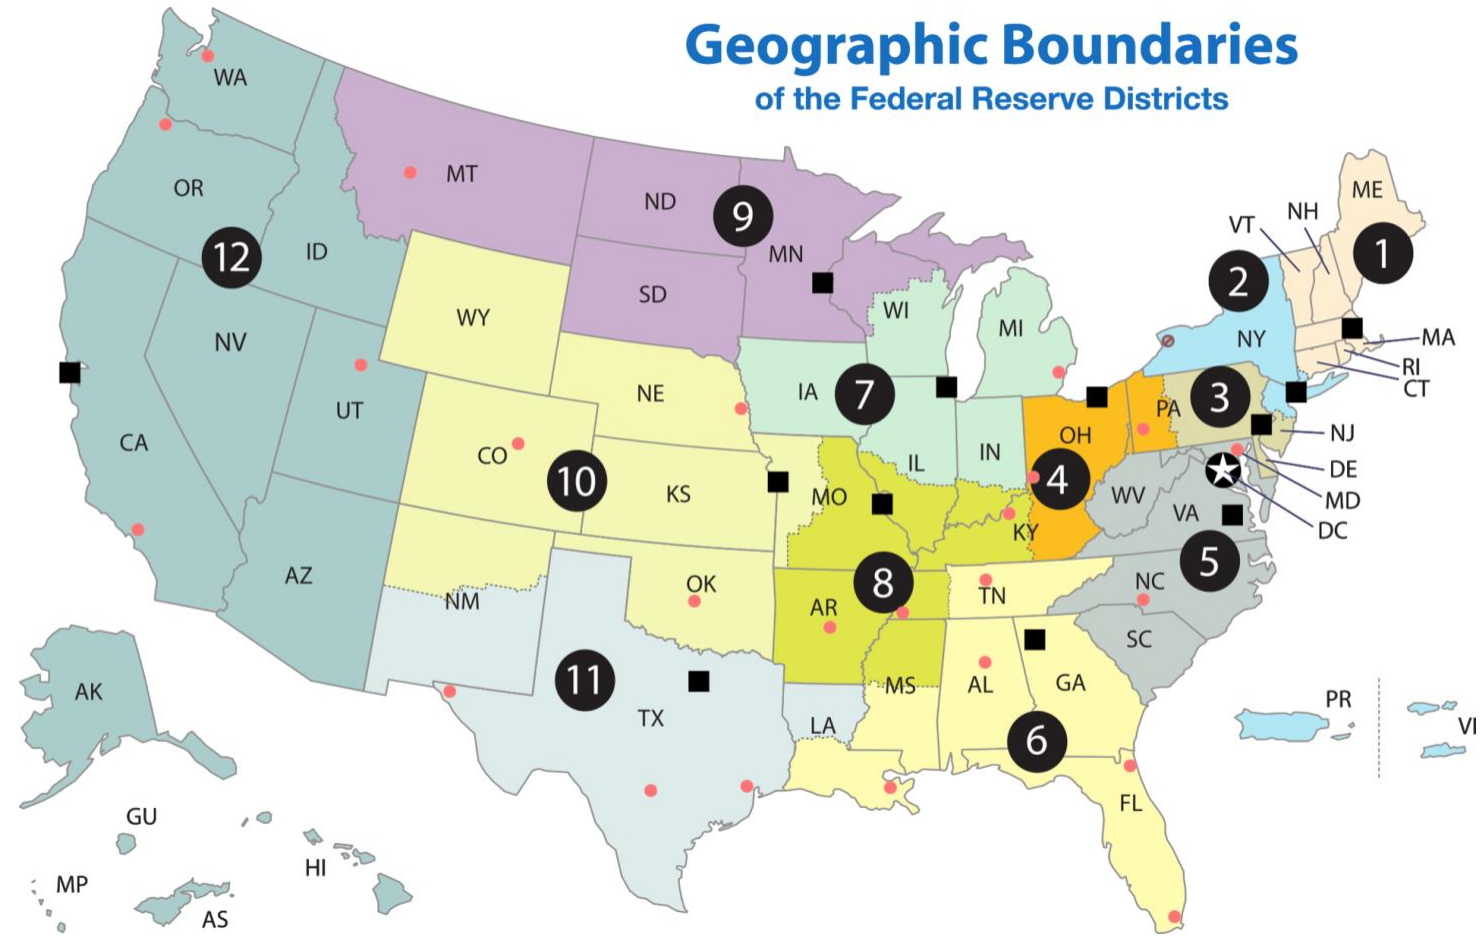 Geographic Boundaries
of the Federal Reserve Districts
WA
MT
ME
OR
ND
9
NH
VT
1
12
ID
MN
2
SD
WI
WY
MI
NV
NY
MA
RI
CT
NE
IA
7
3
PA
UT
CA
CO
OH
NJ
IL
IN
4
DE
10
KS
MO
WV
MD
VA
DC
KY
5
AZ
OK
8
TN
NC
NM
AR
SC
11
AK
MS
AL
GA
TX
LA
6
PR
VI
FL
GU
HI
MP
AS